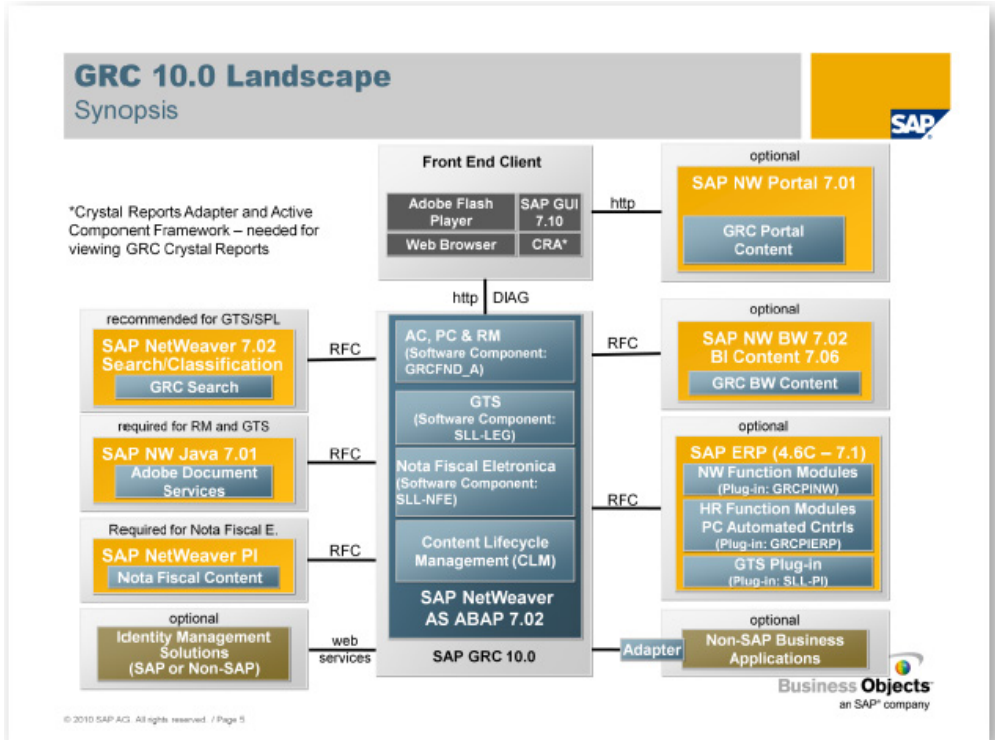 GRC 10.0 Landscape
Synopsis
SAP
Front End Client
Adobe Flash
Player
SAP GUI
7.10
Web Browser
CRA*
http
optional
SAP NW Portal 7.01
GRC Portal
Content
*Crystal Reports Adapter and Active
Component Framework – needed for
viewing GRC Crystal Reports
http
DIAG
recommended for GTS/SPL
SAP NetWeaver 7.02
Search/Classification
GRC Search
RFC
AC, PC & RM
(Software Component:
GRCFND_A)
RFC
optional
SAP NW BW 7.02
BI Content 7.06
GRC BW Content
GTS
(Software Component:
SLL-LEG)
required for RM and GTS
SAP NW Java 7.01
Adobe Document
Services
RFC
Nota Fiscal Eletronica
(Software Component:
SLL-NFE)
RFC
optional
SAP ERP (4.6C – 7.1)
NW Function Modules
(Plug-in: GRCPINW)
HR Function Modules
PC Automated Cntrls
(Plug-in: GRCPIERP)
GTS Plug-in
(Plug-in: SLL-PI)
Required for Nota Fiscal E.
SAP NetWeaver PI
Nota Fiscal Content
RFC
Content Lifecycle
Management (CLM)
SAP NetWeaver
AS ABAP 7.02
optional
Identity Management
Solutions
(SAP or Non-SAP)
web
services
SAP GRC 10.0
Adapter
optional
Non-SAP Business
Applications
Business Objects
an SAP® company
© 2010 SAP AG. All rights reserved. / Page 5